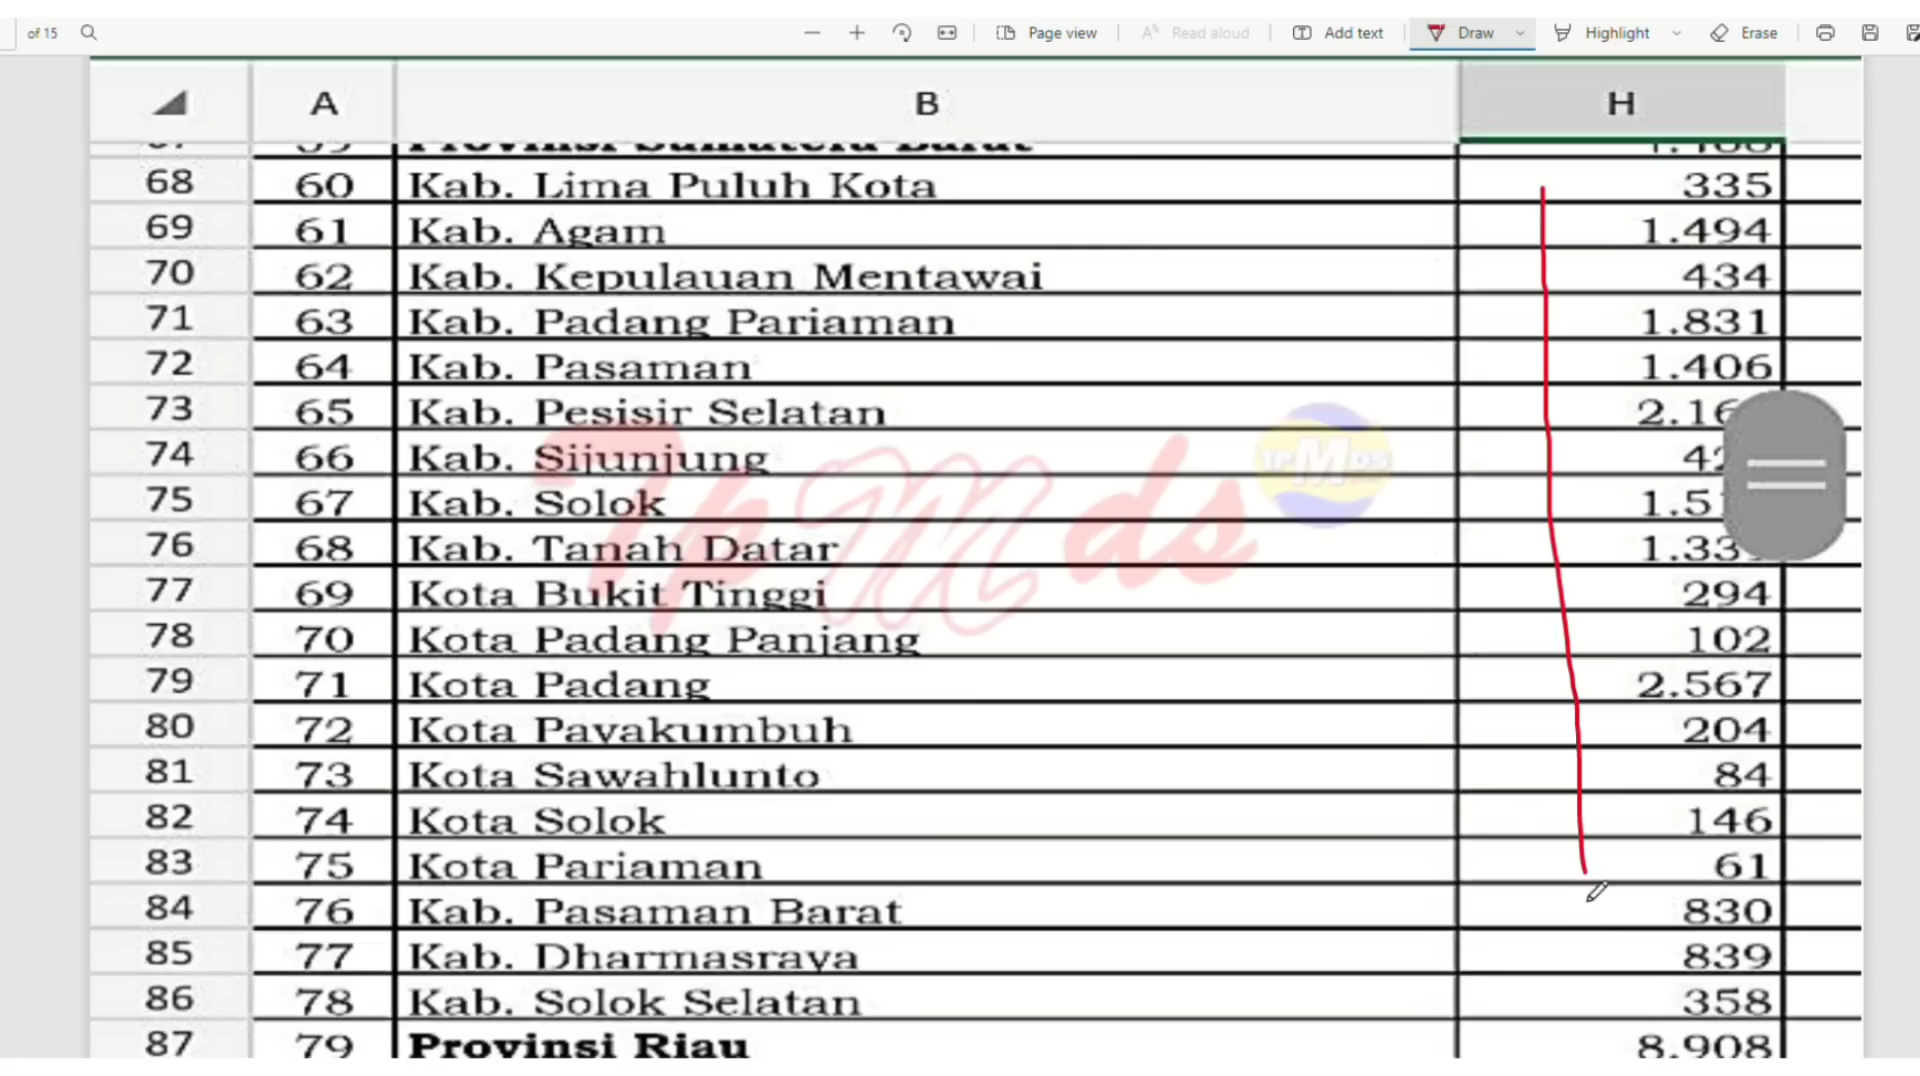 of 15 Page view Read aloud Add text Draw Highlight Erase
A B H
59 Provinsi Sumatera Barat
68 60 Kab. Lima Puluh Kota 335
69 61 Kab. Agam 1.494
70 62 Kab. Kepulauan Mentawai 434
71 63 Kab. Padang Pariaman 1.831
72 64 Kab. Pasaman 1.406
73 65 Kab. Pesisir Selatan
74 66 Kab. Sijunjung
75 67 Kab. Solok
76 68 Kab. Tanah Datar
77 69 Kota Bukit Tinggi 294
78 70 Kota Padang Panjang 102
79 71 Kota Padang 2.567
80 72 Kota Payakumbuh 204
81 73 Kota Sawahlunto 84
82 74 Kota Solok 146
83 75 Kota Pariaman 61
84 76 Kab. Pasaman Barat 830
85 77 Kab. Dharmasraya 839
86 78 Kab. Solok Selatan 358
87 79 Provinsi Riau 8.908
TpMds
TPMDS